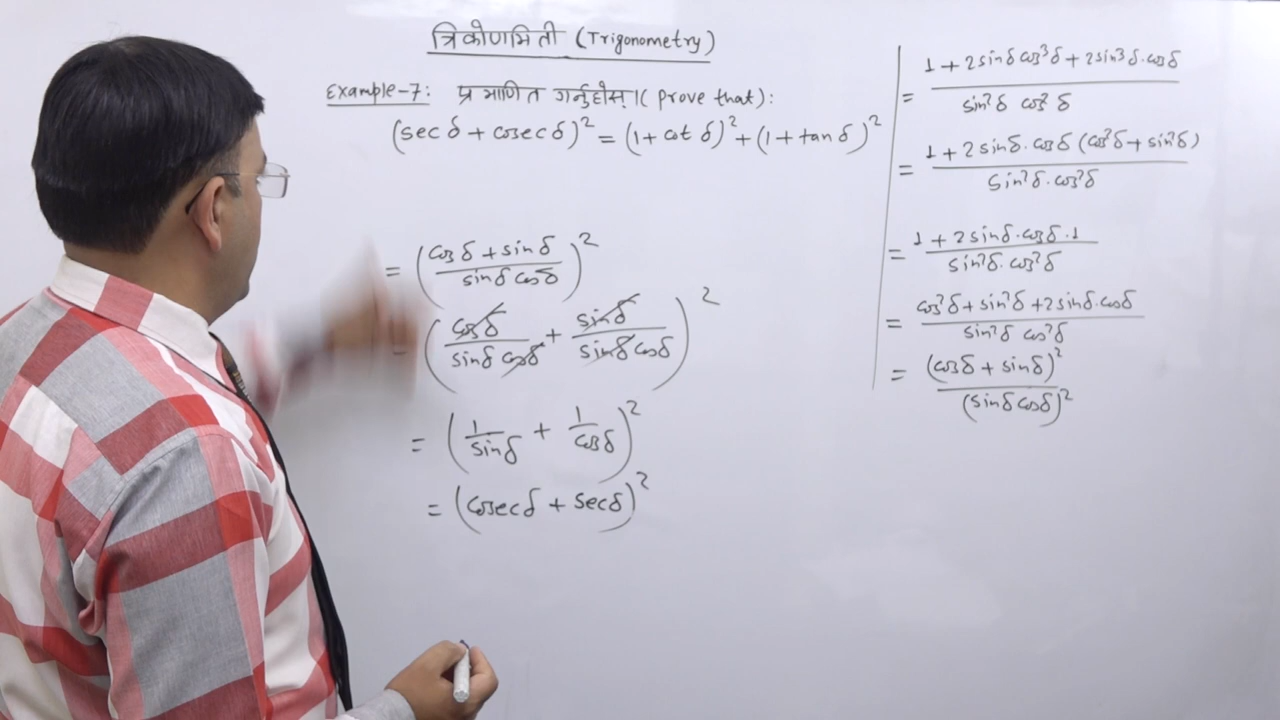 त्रिकोणमिती (Trigonometry)
Example-7: प्रमाणित गर्नुहोस् ।( Prove that):
(sec δ + cosec δ)² = (1 + cot δ)² + (1 + tan δ)²
= (cos δ + sin δ / sin δ cos δ)²
= (cos δ / sin δ cos δ + sin δ / sin δ cos δ)²
= (1 / sin δ + 1 / cos δ)²
= (cosec δ + sec δ)²
= 1 + 2 sin δ cos³ δ + 2 sin³ δ . cos δ / sin² δ cos² δ
= 1 + 2 sin δ . cos δ (cos² δ + sin² δ) / sin² δ . cos² δ
= 1 + 2 sin δ . cos δ . 1 / sin² δ . cos² δ
= cos² δ + sin² δ + 2 sin δ . cos δ / sin² δ cos² δ
= (cos δ + sin δ)² / (sin δ cos δ)²